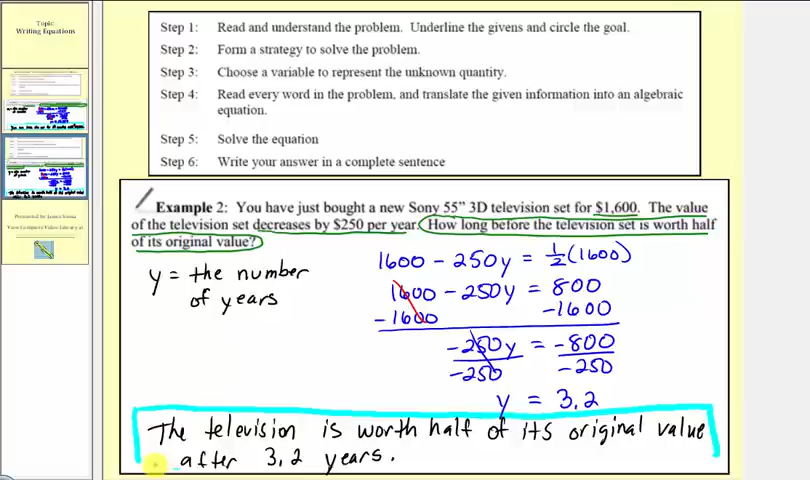 Topic:
Writing Equations
Step 1: Read and understand the problem. Underline the givens and circle the goal.
Step 2: Form a strategy to solve the problem.
Step 3: Choose a variable to represent the unknown quantity.
Step 4: Read every word in the problem, and translate the given information into an algebraic
equation.
Step 5: Solve the equation
Step 6: Write your answer in a complete sentence
Example 2: You have just bought a new Sony 55" 3D television set for $1,600. The value
of the television set decreases by $250 per year. How long before the television set is worth half
of its original value?
y = the number
of years
1600 - 250y = 1/2(1600)
1600 - 250y = 800
-1600 -1600
-250y = -800
-250 -250
y = 3.2
The television is worth half of its original value
after 3.2 years.